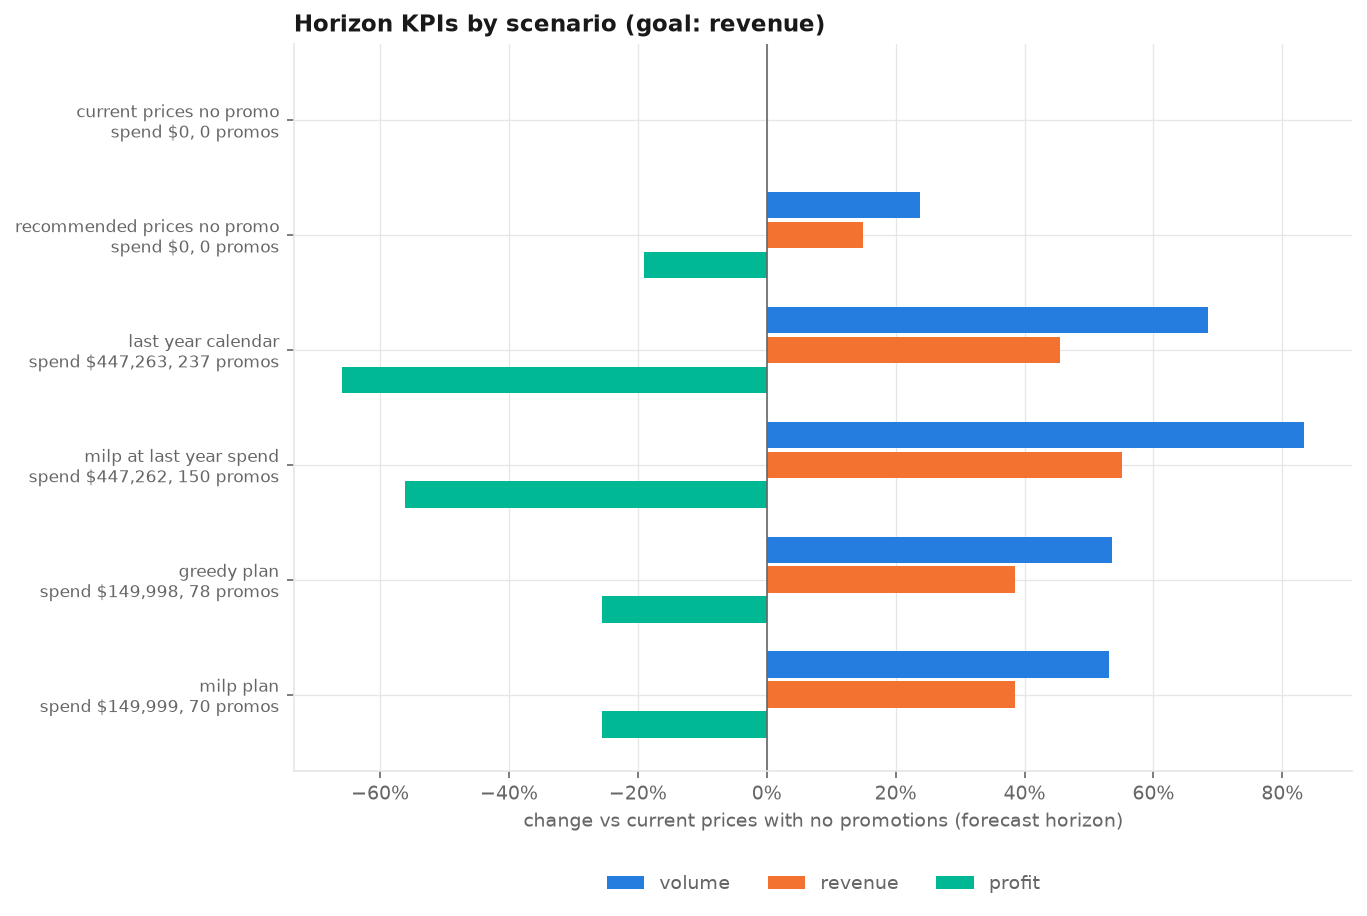 Horizon KPIs by scenario (goal: revenue)
current prices no promo
spend $0, 0 promos
recommended prices no promo
spend $0, 0 promos
last year calendar
spend $447,263, 237 promos
milp at last year spend
spend $447,262, 150 promos
greedy plan
spend $149,998, 78 promos
milp plan
spend $149,999, 70 promos
−60% −40% −20% 0% 20% 40% 60% 80%
change vs current prices with no promotions (forecast horizon)
volume revenue profit